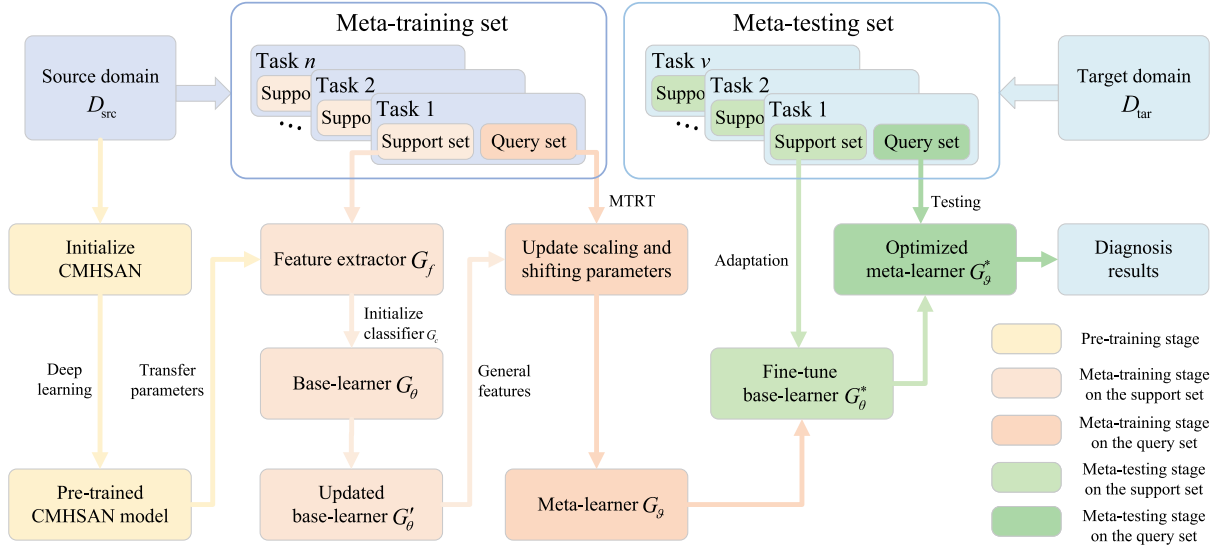 Meta-training set
Meta-testing set
Source domain
D_src
Task n
Suppo
Task 2
Suppo
Task 1
Support set
Query set
...
Task v
Suppo
Task 2
Suppo
Task 1
Support set
Query set
...
Target domain
D_tar
MTRT
Testing
Initialize
CMHSAN
Feature extractor G_f
Update scaling and
shifting parameters
Adaptation
Optimized
meta-learner G_ϑ^*
Diagnosis
results
Initialize
classifier G_c
Deep
learning
Transfer
parameters
Base-learner G_θ
General
features
Fine-tune
base-learner G_θ^*
Pre-trained
CMHSAN model
Updated
base-learner G′_θ
Meta-learner G_ϑ
Pre-training stage
Meta-training stage
on the support set
Meta-training stage
on the query set
Meta-testing stage
on the support set
Meta-testing stage
on the query set